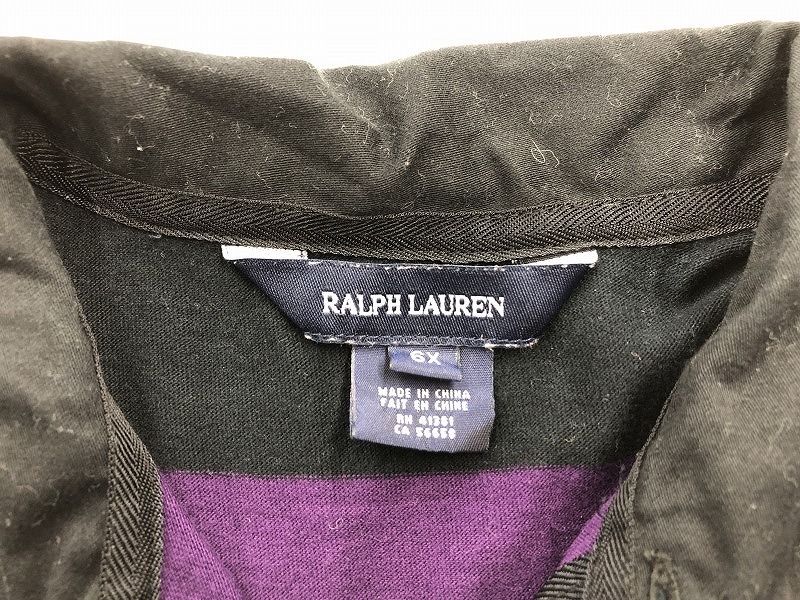 RALPH LAUREN
6X
MADE IN CHINA
FAIT EN CHINE
RN 41381
CA 56658